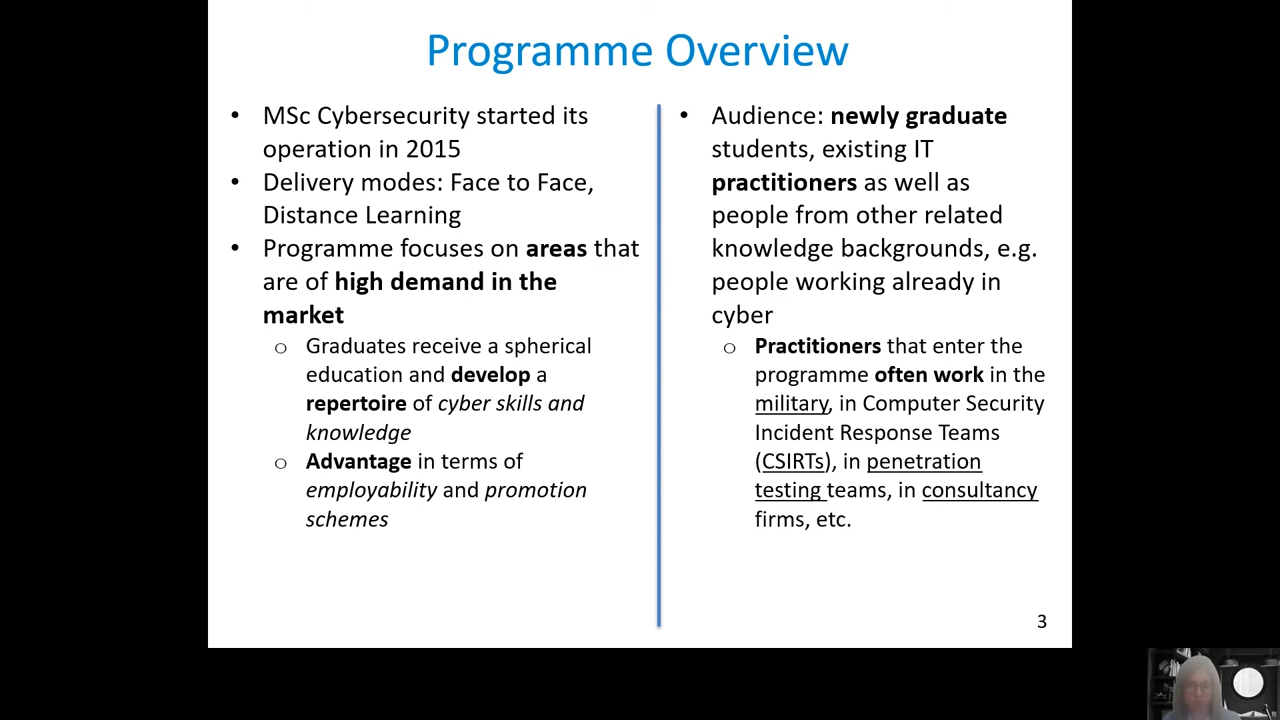 Programme Overview
• MSc Cybersecurity started its
operation in 2015
• Delivery modes: Face to Face,
Distance Learning
• Programme focuses on areas that
are of high demand in the
market
○ Graduates receive a spherical
education and develop a
repertoire of cyber skills and
knowledge
○ Advantage in terms of
employability and promotion
schemes
• Audience: newly graduate
students, existing IT
practitioners as well as
people from other related
knowledge backgrounds, e.g.
people working already in
cyber
○ Practitioners that enter the
programme often work in the
military, in Computer Security
Incident Response Teams
(CSIRTs), in penetration
testing teams, in consultancy
firms, etc.
3